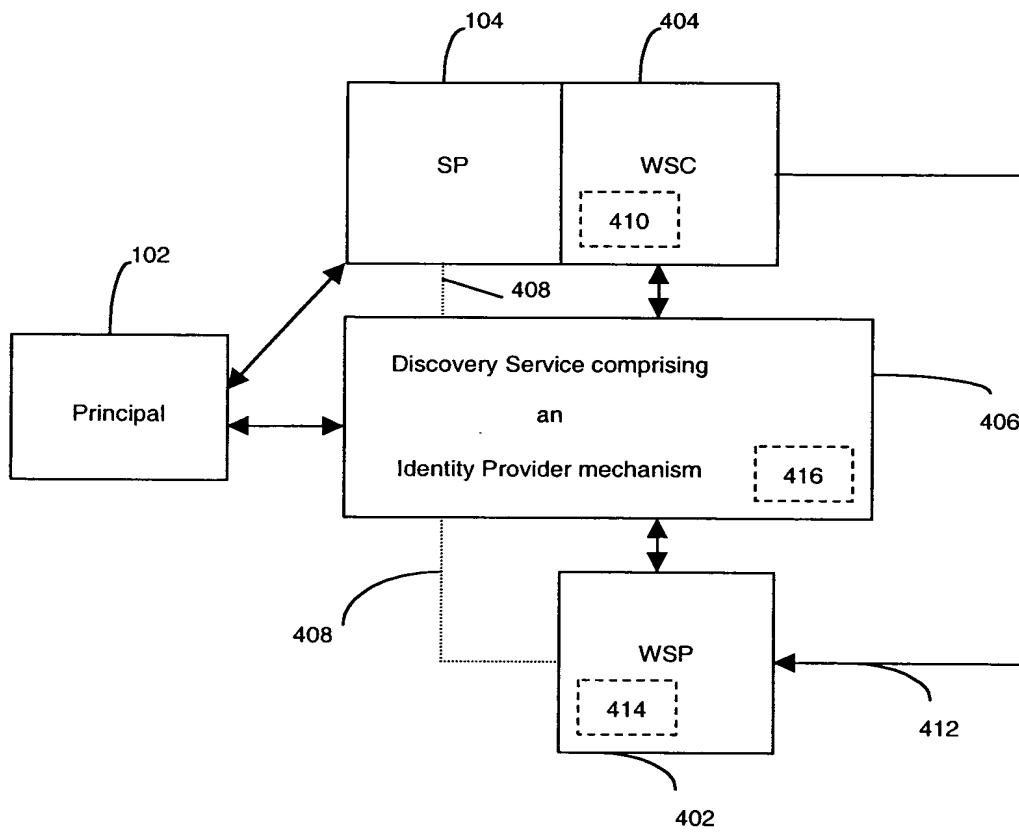 104
404
SP
WSC
410
102
408
Principal
Discovery Service comprising
an
Identity Provider mechanism
416
406
408
WSP
414
412
402